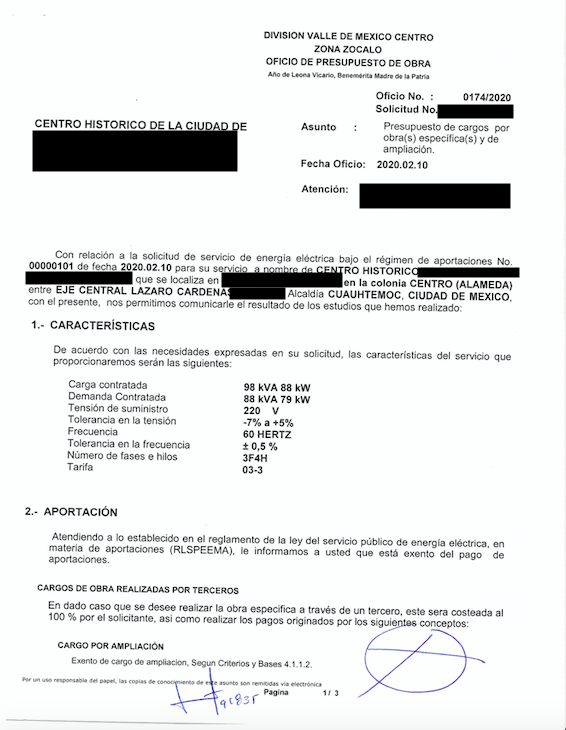 DIVISION VALLE DE MEXICO CENTRO
ZONA ZOCALO
OFICIO DE PRESUPUESTO DE OBRA
Año de Leona Vicario, Benemérita Madre de la Patria
Oficio No. : 0174/2020
Solicitud No.
CENTRO HISTORICO DE LA CIUDAD DE
Asunto : Presupuesto de cargos por
obra(s) especifica(s) y de
ampliación.
Fecha Oficio: 2020.02.10
Atención:
Con relación a la solicitud de servicio de energía eléctrica bajo el régimen de aportaciones No.
00000101 de fecha 2020.02.10 para su servicio a nombre de CENTRO HISTORICO
que se localiza en en la colonia CENTRO (ALAMEDA)
entre EJE CENTRAL LAZARO CARDENAS Alcaldía CUAUHTEMOC, CIUDAD DE MEXICO,
con el presente, nos permitimos comunicarle el resultado de los estudios que hemos realizado:
1.- CARACTERÍSTICAS
De acuerdo con las necesidades expresadas en su solicitud, las características del servicio que
proporcionaremos serán las siguientes:
Carga contratada 98 kVA 88 kW
Demanda Contratada 88 kVA 79 kW
Tensión de suministro 220 V
Tolerancia en la tensión -7% a +5%
Frecuencia 60 HERTZ
Tolerancia en la frecuencia ± 0,5 %
Número de fases e hilos 3F4H
Tarifa 03-3
2.- APORTACIÓN
Atendiendo a lo establecido en el reglamento de la ley del servicio público de energía eléctrica, en
materia de aportaciones (RLSPEEMA), le informamos a usted que está exento del pago de
aportaciones.
CARGOS DE OBRA REALIZADAS POR TERCEROS
En dado caso que se desee realizar la obra especifica a través de un tercero, este sera costeada al
100 % por el solicitante, asi como realizar los pagos originados por los siguientes conceptos:
CARGO POR AMPLIACIÓN
Exento de cargo de ampliacion, Segun Criterios y Bases 4.1.1.2.
Por un uso responsable del papel, las copias de conocimiento de este asunto son remitidas vía electrónica
Pagina 1/ 3